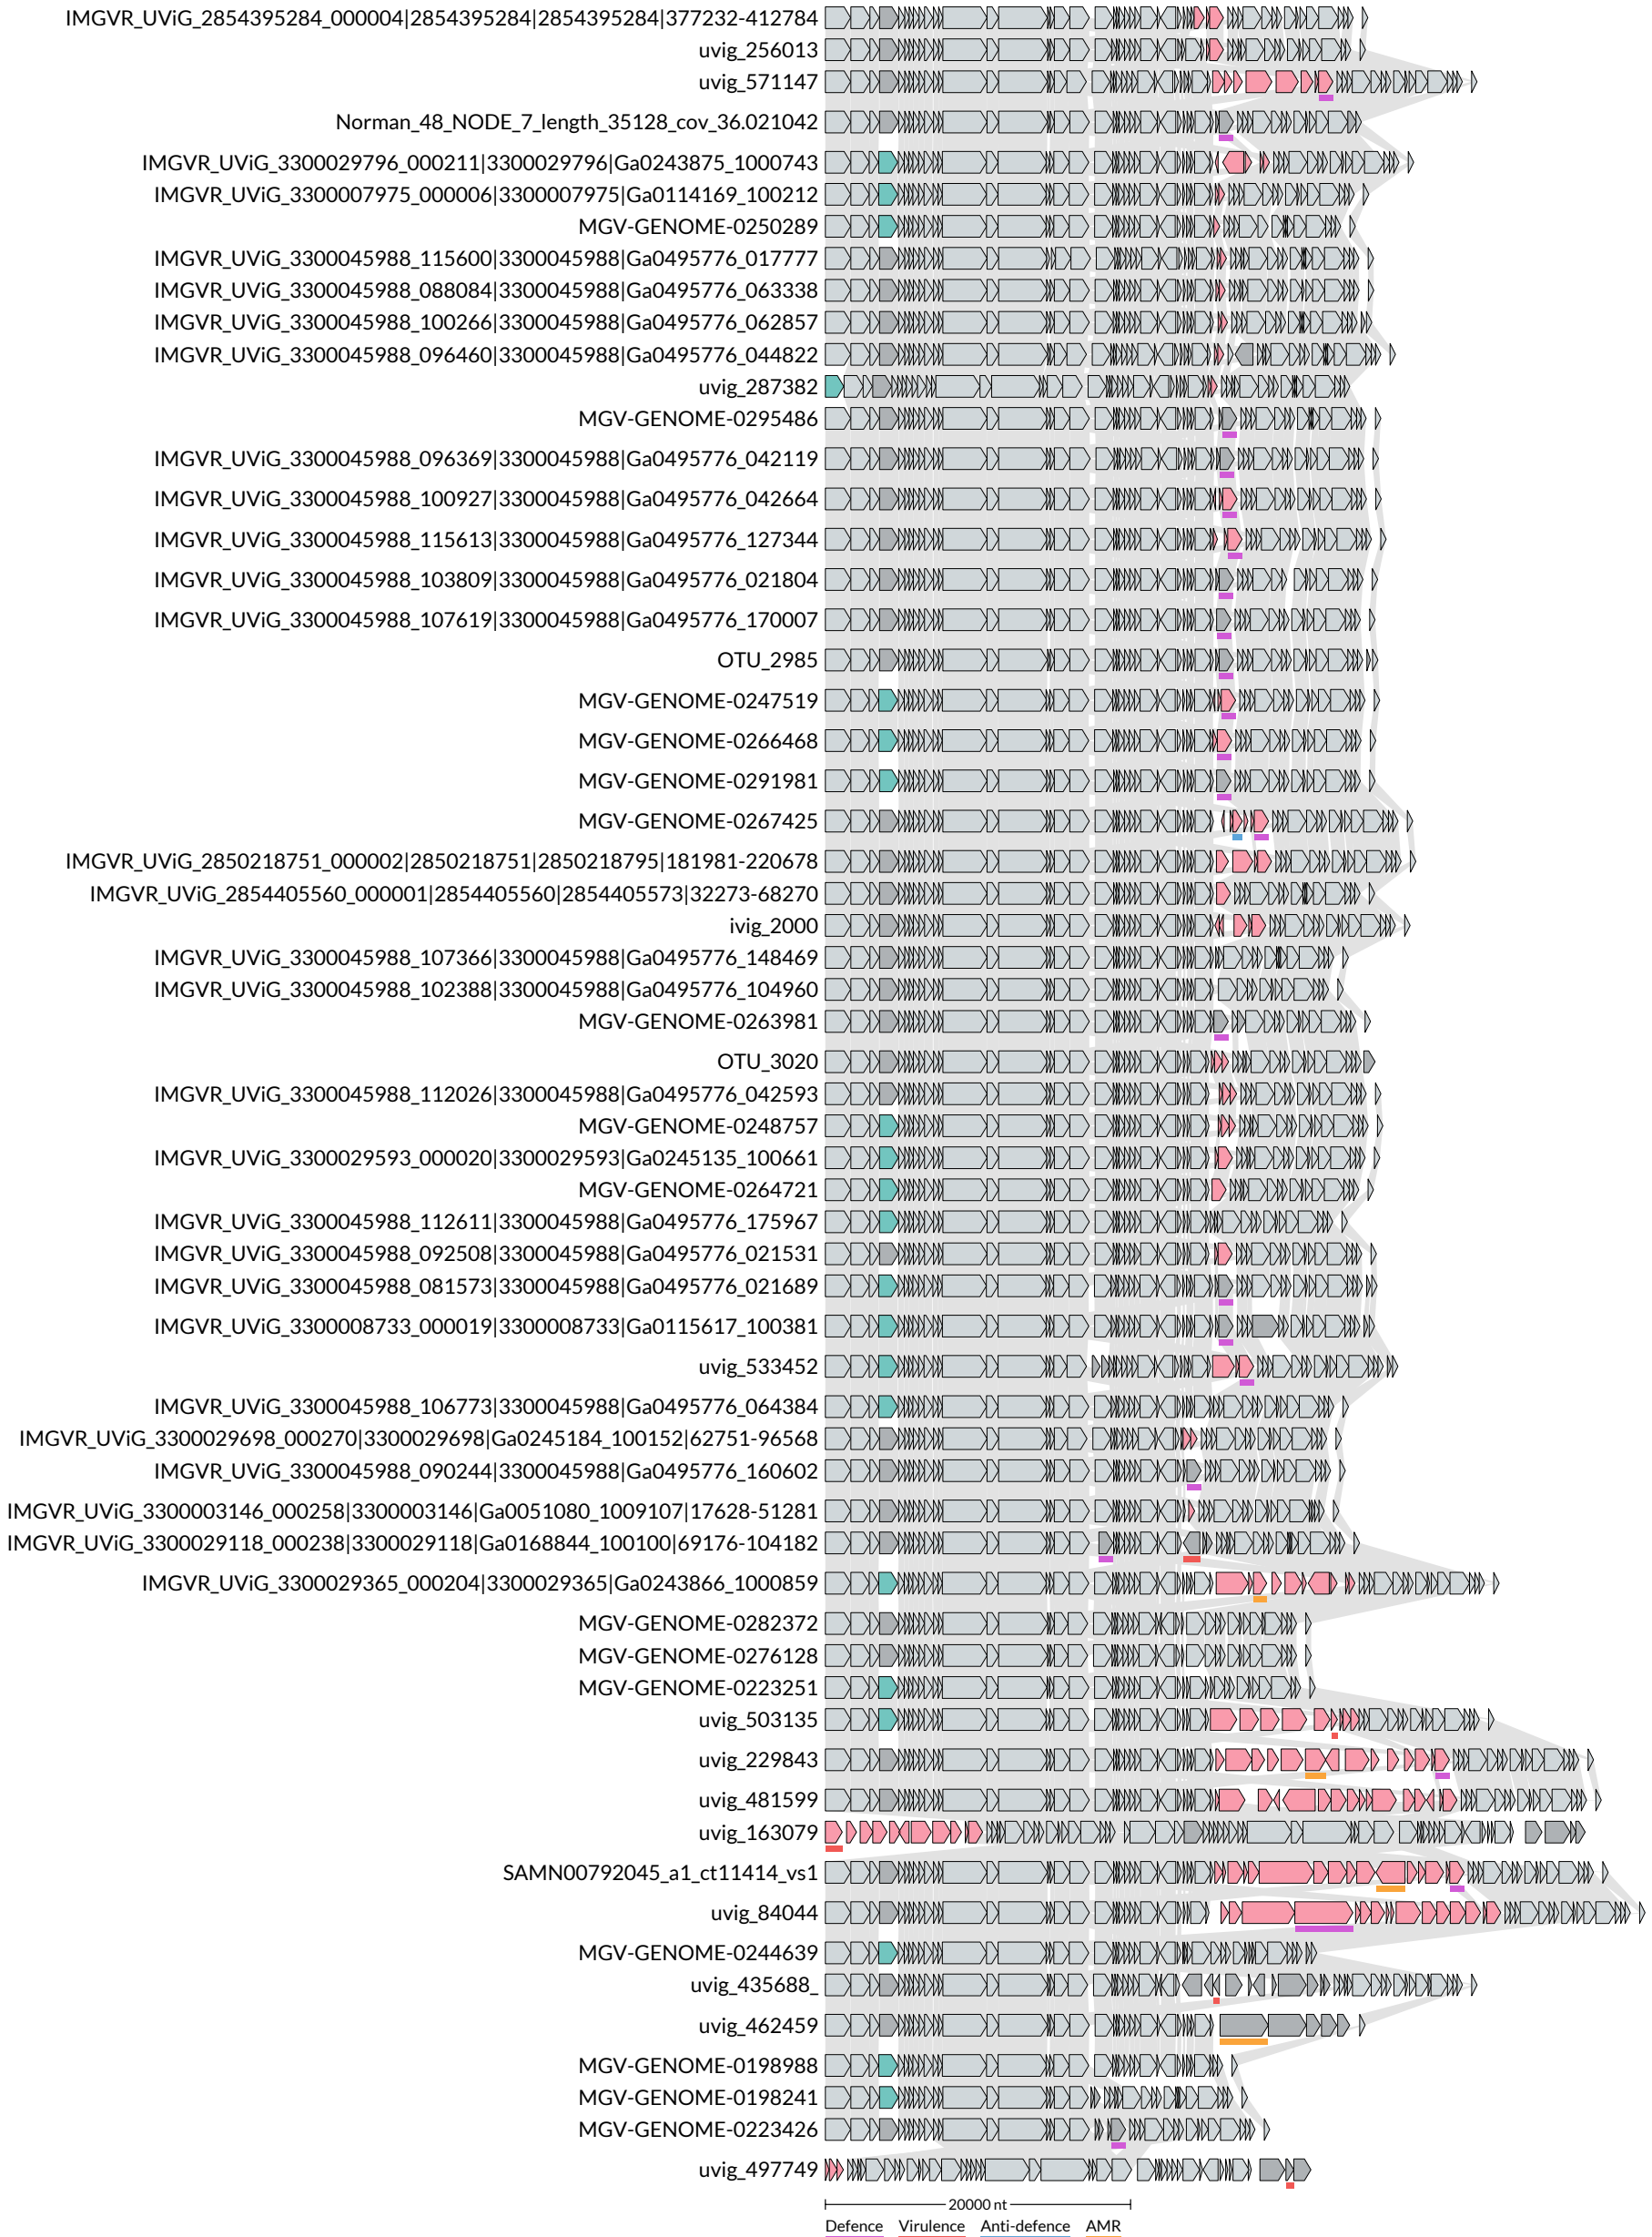 IMGVR_UViG_2854395284_000004|2854395284|2854395284|377232-412784
uvig_256013
uvig_571147
Norman_48_NODE_7_length_35128_cov_36.021042
IMGVR_UViG_3300029796_000211|3300029796|Ga0243875_1000743
IMGVR_UViG_3300007975_000006|3300007975|Ga0114169_100212
MGV-GENOME-0250289
IMGVR_UViG_3300045988_115600|3300045988|Ga0495776_017777
IMGVR_UViG_3300045988_088084|3300045988|Ga0495776_063338
IMGVR_UViG_3300045988_100266|3300045988|Ga0495776_062857
IMGVR_UViG_3300045988_096460|3300045988|Ga0495776_044822
uvig_287382
MGV-GENOME-0295486
IMGVR_UViG_3300045988_096369|3300045988|Ga0495776_042119
IMGVR_UViG_3300045988_100927|3300045988|Ga0495776_042664
IMGVR_UViG_3300045988_115613|3300045988|Ga0495776_127344
IMGVR_UViG_3300045988_103809|3300045988|Ga0495776_021804
IMGVR_UViG_3300045988_107619|3300045988|Ga0495776_170007
OTU_2985
MGV-GENOME-0247519
MGV-GENOME-0266468
MGV-GENOME-0291981
MGV-GENOME-0267425
IMGVR_UViG_2850218751_000002|2850218751|2850218795|181981-220678
IMGVR_UViG_2854405560_000001|2854405560|2854405573|32273-68270
ivig_2000
IMGVR_UViG_3300045988_107366|3300045988|Ga0495776_148469
IMGVR_UViG_3300045988_102388|3300045988|Ga0495776_104960
MGV-GENOME-0263981
OTU_3020
IMGVR_UViG_3300045988_112026|3300045988|Ga0495776_042593
MGV-GENOME-0248757
IMGVR_UViG_3300029593_000020|3300029593|Ga0245135_100661
MGV-GENOME-0264721
IMGVR_UViG_3300045988_112611|3300045988|Ga0495776_175967
IMGVR_UViG_3300045988_092508|3300045988|Ga0495776_021531
IMGVR_UViG_3300045988_081573|3300045988|Ga0495776_021689
IMGVR_UViG_3300008733_000019|3300008733|Ga0115617_100381
uvig_533452
IMGVR_UViG_3300045988_106773|3300045988|Ga0495776_064384
IMGVR_UViG_3300029698_000270|3300029698|Ga0245184_100152|62751-96568
IMGVR_UViG_3300045988_090244|3300045988|Ga0495776_160602
IMGVR_UViG_3300003146_000258|3300003146|Ga0051080_1009107|17628-51281
IMGVR_UViG_3300029118_000238|3300029118|Ga0168844_100100|69176-104182
IMGVR_UViG_3300029365_000204|3300029365|Ga0243866_1000859
MGV-GENOME-0282372
MGV-GENOME-0276128
MGV-GENOME-0223251
uvig_503135
uvig_229843
uvig_481599
uvig_163079
SAMN00792045_a1_ct11414_vs1
uvig_84044
MGV-GENOME-0244639
uvig_435688_
uvig_462459
MGV-GENOME-0198988
MGV-GENOME-0198241
MGV-GENOME-0223426
uvig_497749
20000 nt
Defence Virulence Anti-defence AMR